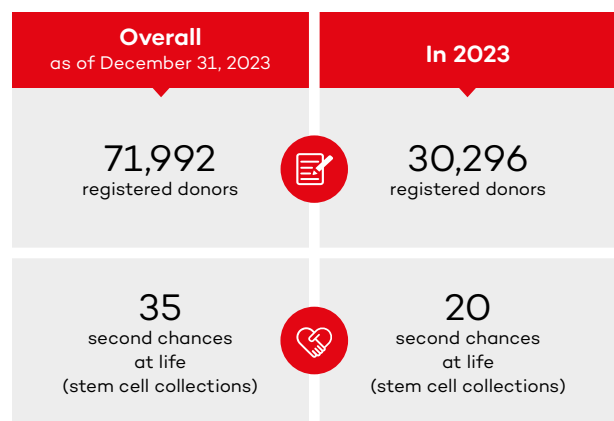 Overall
as of December 31, 2023
In 2023
71,992
registered donors
30,296
registered donors
35
second chances
at life
(stem cell collections)
20
second chances
at life
(stem cell collections)